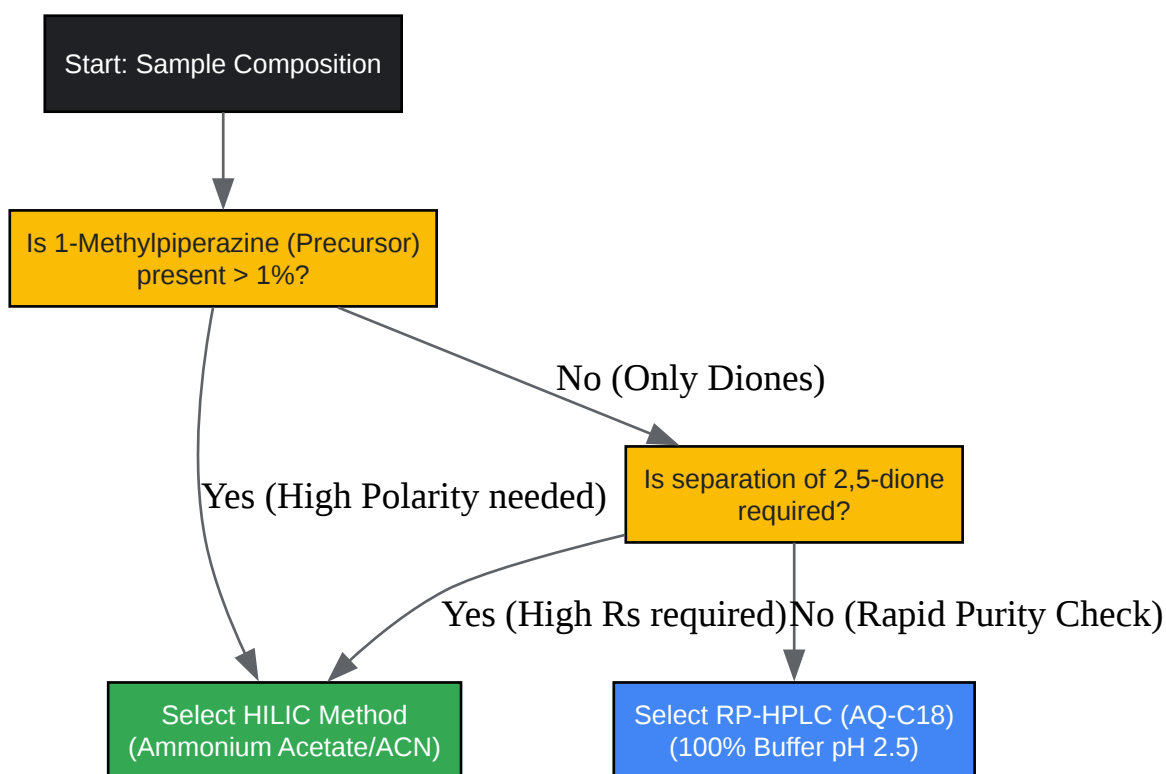 Start: Sample Composition
Is 1-Methylpiperazine (Precursor)
present > 1%?
No (Only Diones)
Yes (High Polarity needed)
Is separation of 2,5-dione
required?
Yes (High Rs required)
No (Rapid Purity Check)
Select HILIC Method
(Ammonium Acetate/ACN)
Select RP-HPLC (AQ-C18)
(100% Buffer pH 2.5)